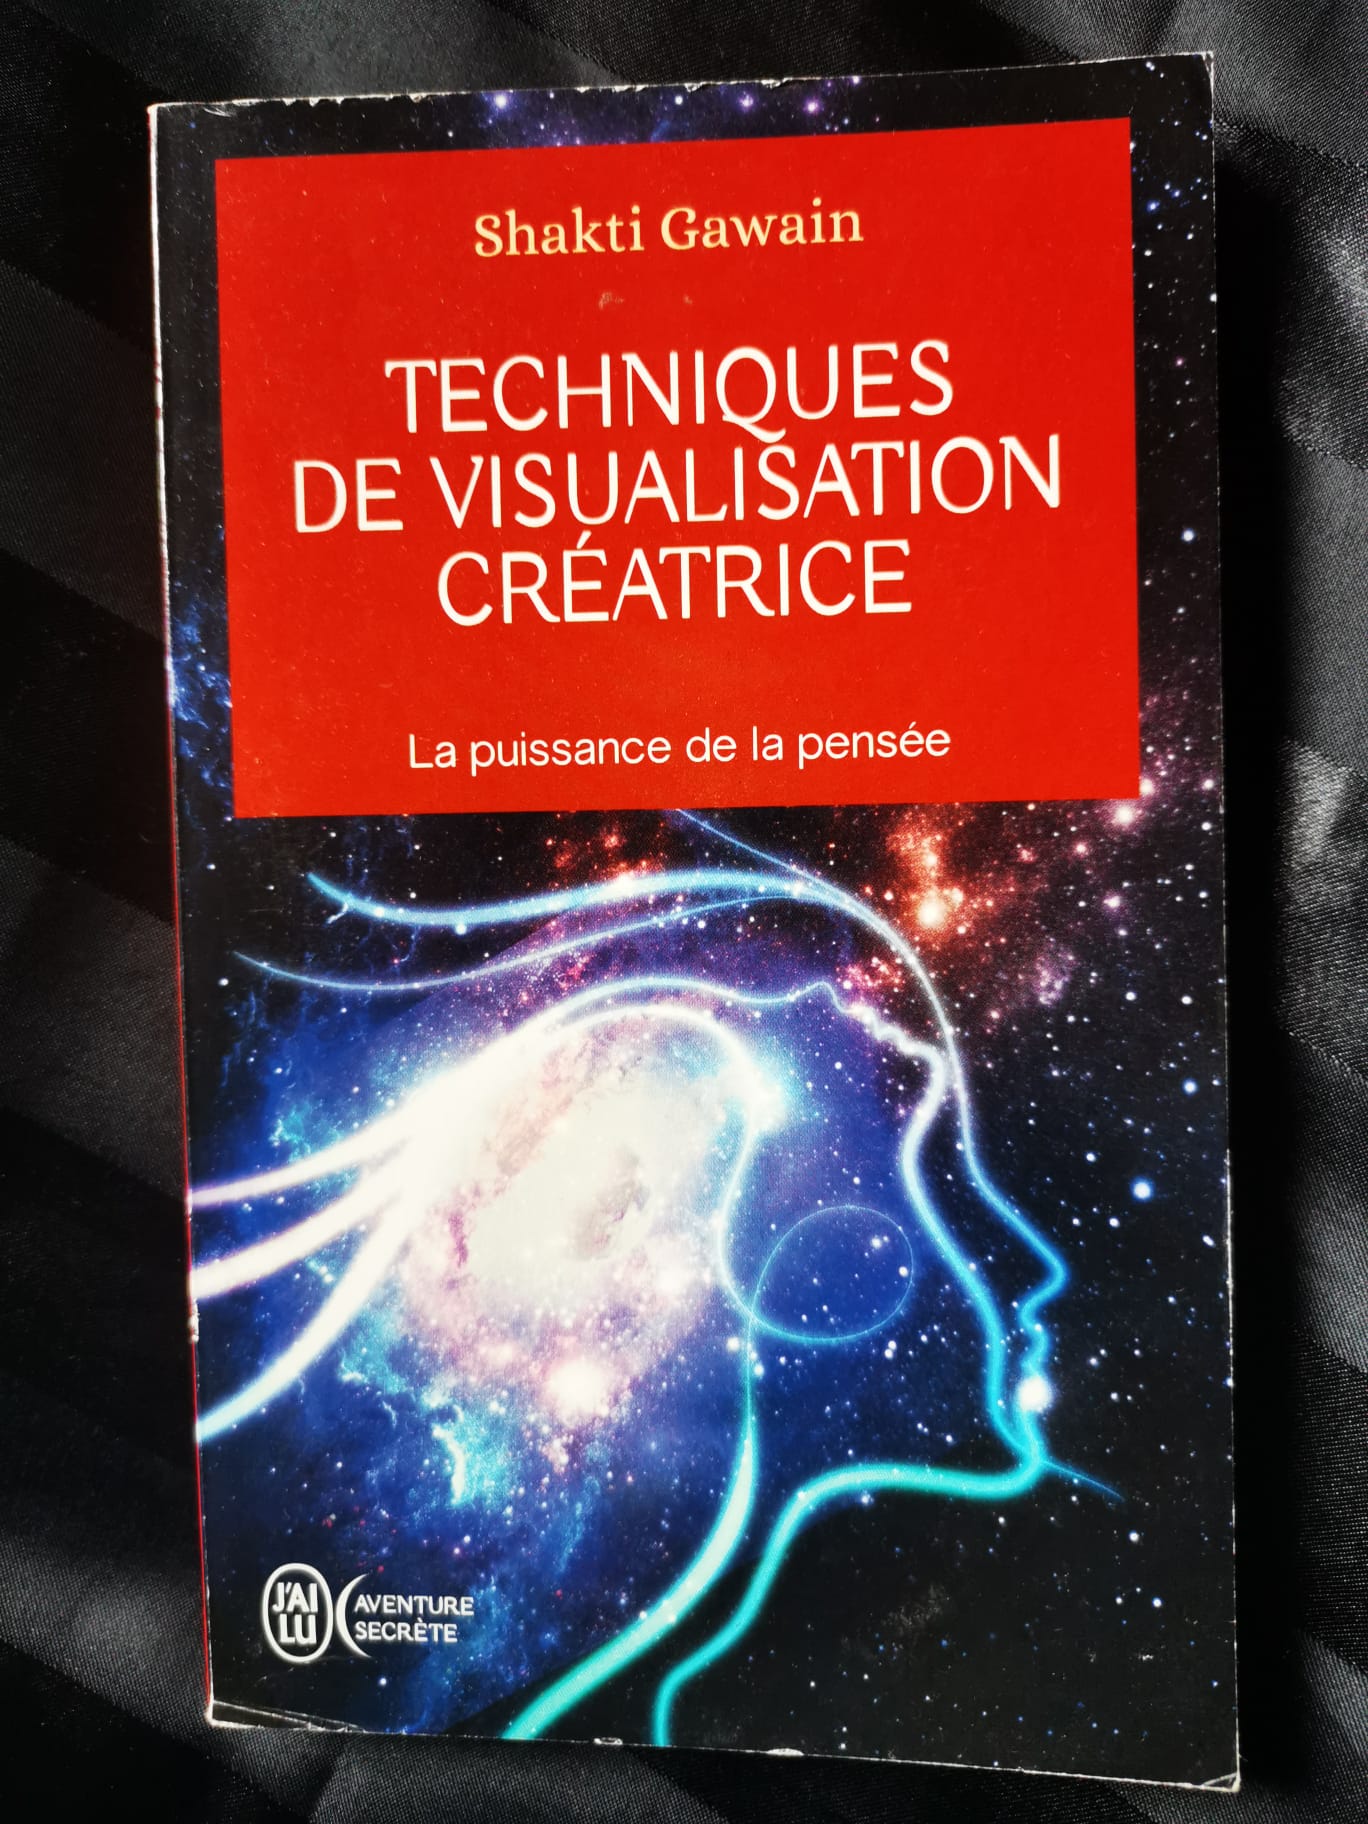 Shakti Gawain
TECHNIQUES
DE VISUALISATION
CRÉATRICE
La puissance de la pensée
J'AI
LU
AVENTURE
SECRÈTE